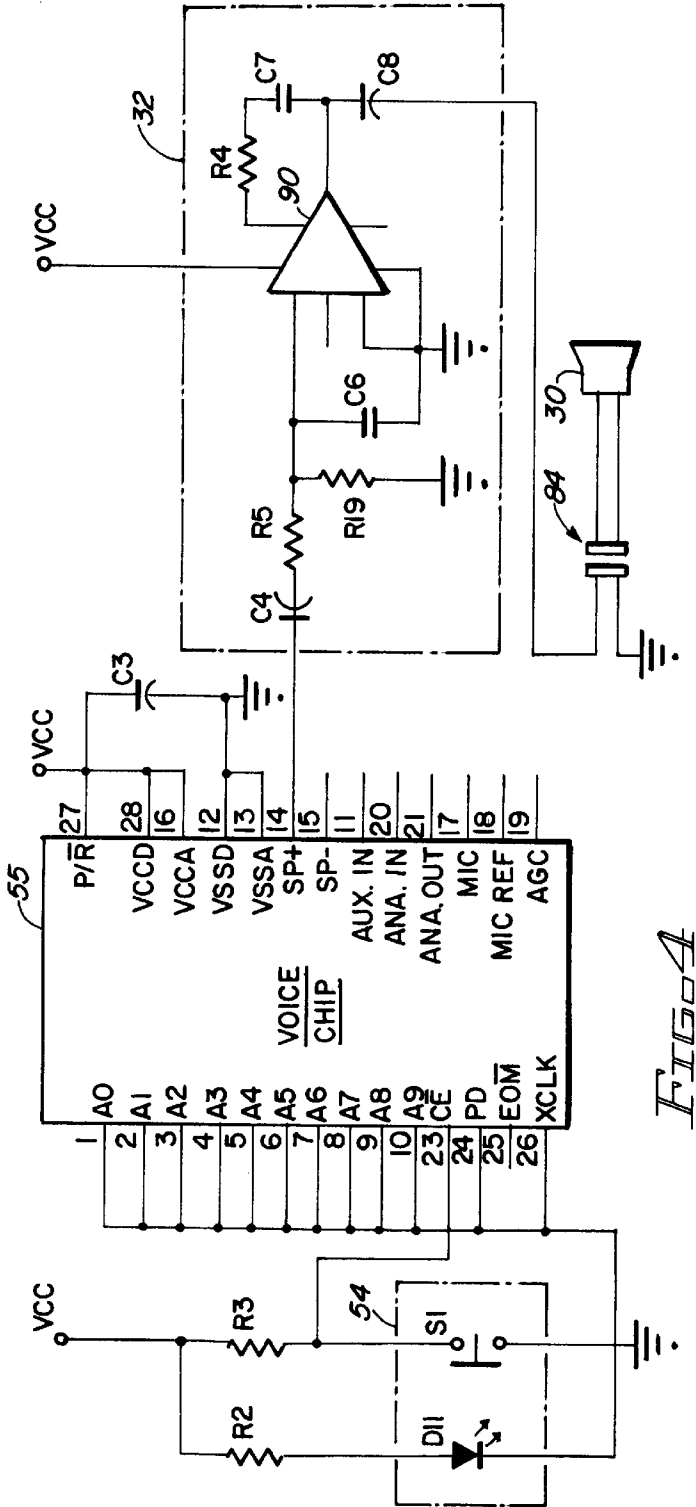 VCC
R2
R3
54
D11
S1
55
VOICE
CHIP
1 A0
2 A1
3 A2
4 A3
5 A4
6 A5
7 A6
8 A7
9 A8
10 A9
23 C̅E̅
24 PD
25 E̅O̅M̅
26 XCLK
P/R̅ 27
VCCD 28
VCCA 16
VSSD 12
VSSA 13
SP+ 14
SP- 15
AUX. IN 11
ANA. IN 20
ANA. OUT 21
MIC 17
MIC REF 18
AGC 19
VCC
C3
C4
R5
R19
C6
VCC
32
90
R4
C7
C8
84
30
FIG-4